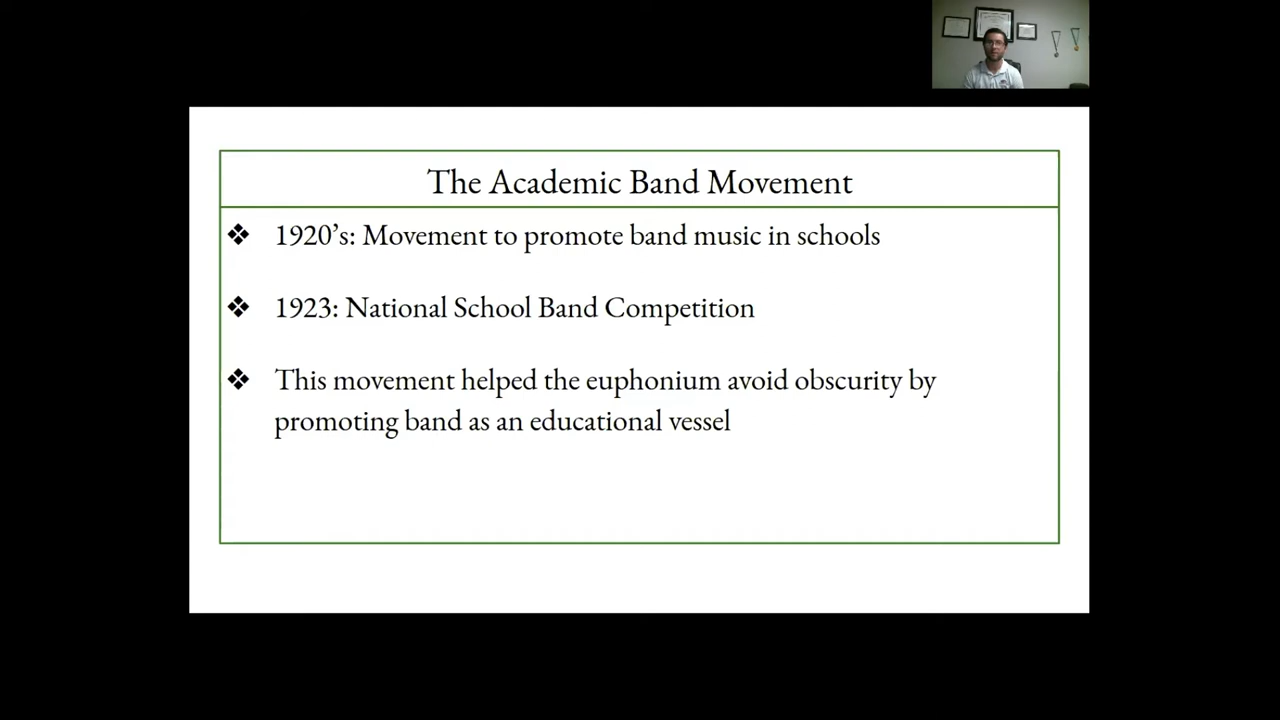 The Academic Band Movement
❖ 1920’s: Movement to promote band music in schools
❖ 1923: National School Band Competition
❖ This movement helped the euphonium avoid obscurity by
promoting band as an educational vessel